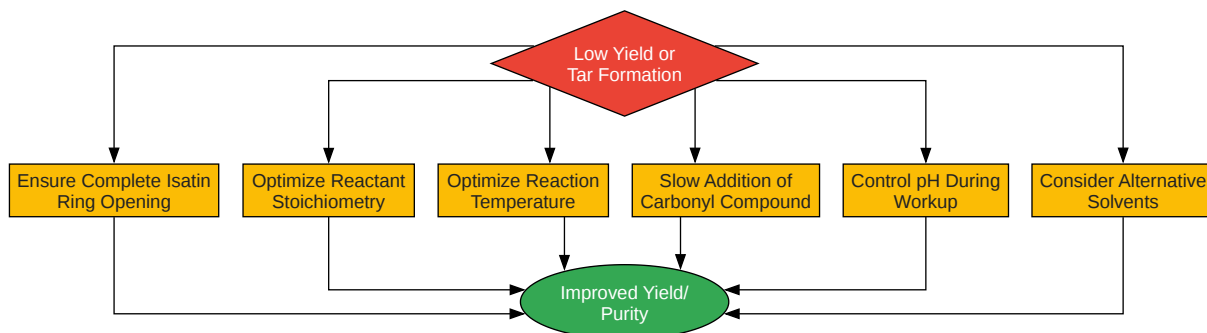 Low Yield or
Tar Formation
Ensure Complete Isatin
Ring Opening
Optimize Reactant
Stoichiometry
Optimize Reaction
Temperature
Slow Addition of
Carbonyl Compound
Control pH During
Workup
Consider Alternative
Solvents
Improved Yield/
Purity